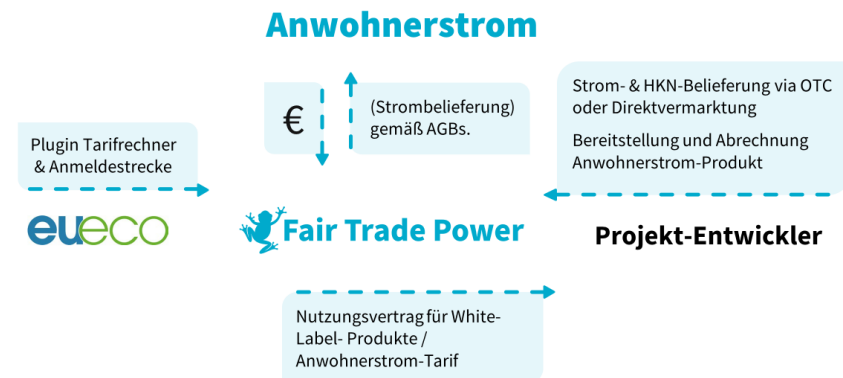 Anwohnerstrom
€
(Strombelieferung)
gemäß AGBs.
Strom- & HKN-Belieferung via OTC
oder Direktvermarktung
Bereitstellung und Abrechnung
Anwohnerstrom-Produkt
Plugin Tarifrechner
& Anmeldestrecke
eueco
Fair Trade Power
Projekt-Entwickler
Nutzungsvertrag für White-
Label- Produkte /
Anwohnerstrom-Tarif